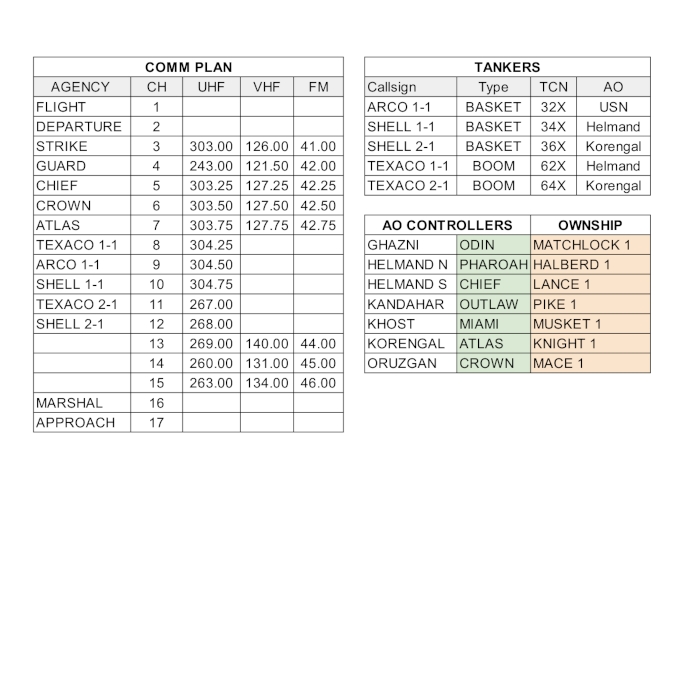 COMM PLAN
AGENCY CH UHF VHF FM
FLIGHT 1
DEPARTURE 2
STRIKE 3 303.00 126.00 41.00
GUARD 4 243.00 121.50 42.00
CHIEF 5 303.25 127.25 42.25
CROWN 6 303.50 127.50 42.50
ATLAS 7 303.75 127.75 42.75
TEXACO 1-1 8 304.25
ARCO 1-1 9 304.50
SHELL 1-1 10 304.75
TEXACO 2-1 11 267.00
SHELL 2-1 12 268.00
13 269.00 140.00 44.00
14 260.00 131.00 45.00
15 263.00 134.00 46.00
MARSHAL 16
APPROACH 17
TANKERS
Callsign Type TCN AO
ARCO 1-1 BASKET 32X USN
SHELL 1-1 BASKET 34X Helmand
SHELL 2-1 BASKET 36X Korengal
TEXACO 1-1 BOOM 62X Helmand
TEXACO 2-1 BOOM 64X Korengal
AO CONTROLLERS OWNSHIP
GHAZNI ODIN MATCHLOCK 1
HELMAND N PHAROAH HALBERD 1
HELMAND S CHIEF LANCE 1
KANDAHAR OUTLAW PIKE 1
KHOST MIAMI MUSKET 1
KORENGAL ATLAS KNIGHT 1
ORUZGAN CROWN MACE 1